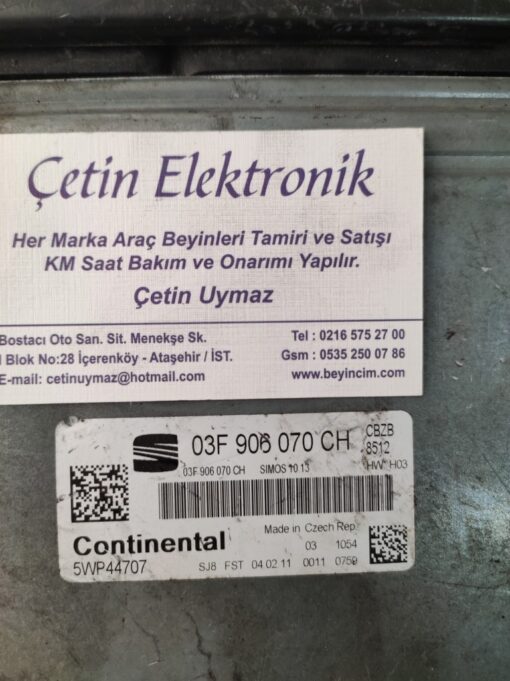 Çetin Elektronik
Her Marka Araç Beyinleri Tamiri ve Satışı
KM Saat Bakım ve Onarımı Yapılır.
Çetin Uymaz
Bostacı Oto San. Sit. Menekşe Sk.
Blok No:28 İçerenköy - Ataşehir / İST.
E-mail: cetinuymaz@hotmail.com
Tel : 0216 575 27 00
Gsm : 0535 250 07 86
www.beyincim.com
03F 906 070 CH
CBZB
8512
03F 906 070 CH SIMOS 10.13
HW H03
Continental
5WP44707
Made in Czech Rep.
03 1054
SJ8 FST 04.02.11 0011 0759